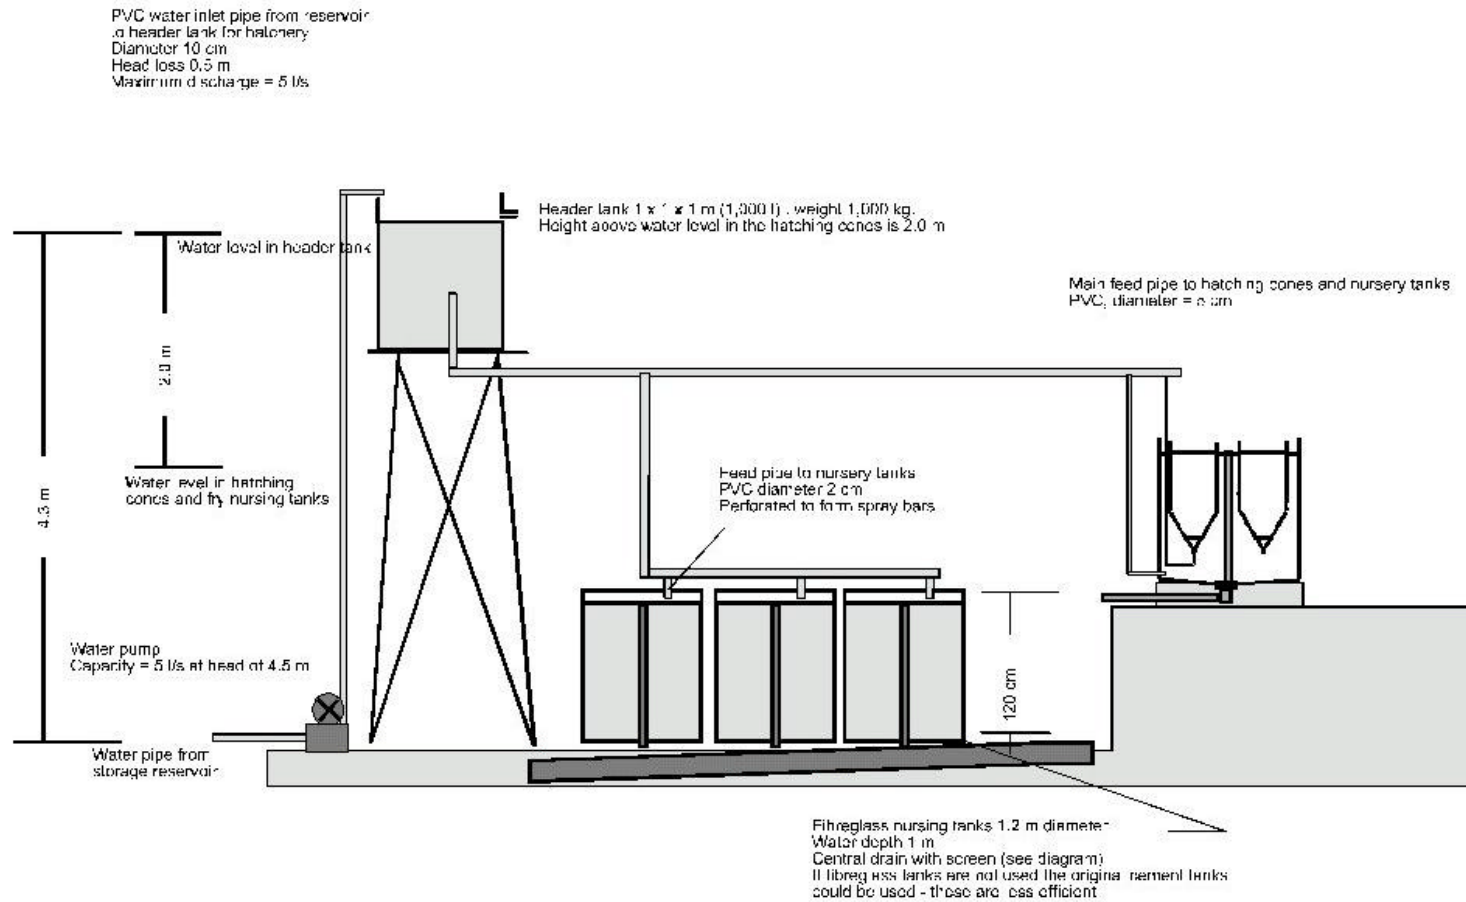 PVC water inlet pipe from reservoir
to header tank for hatchery
Diameter 10 cm
Head loss 0.5 m
Maximum discharge = 5 l/s
Header tank 1 x 1 x 1 m (1,000 l) . weight 1,000 kg.
Height above water level in the hatching cones is 2.0 m
Water level in header tank
Main feed pipe to hatching cones and nursery tanks
PVC, diameter = cm
2.0 m
Water level in hatching
cones and fry nursing tanks
4.3 m
Feed pipe to nursery tanks
PVC diameter 2 cm
Perforated to form spray bars
Water pump
Capacity = 5 l/s at head of 4.5 m
120 cm
Water pipe from
storage reservoir
Fibreglass nursing tanks 1.2 m diameter
Water depth 1 m
Central drain with screen (see diagram)
If fibreglass tanks are not used the original cement tanks
could be used - these are less efficient